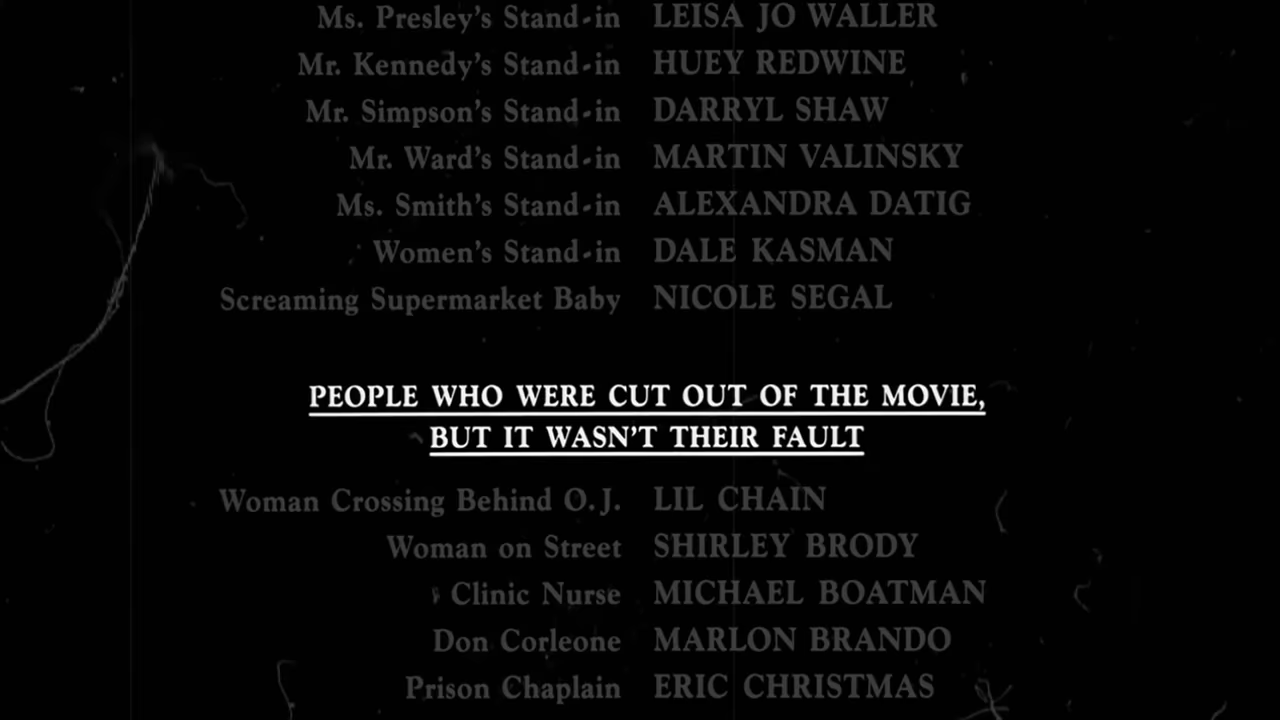 Ms. Presley's Stand-in LEISA JO WALLER
Mr. Kennedy's Stand-in HUEY REDWINE
Mr. Simpson's Stand-in DARRYL SHAW
Mr. Ward's Stand-in MARTIN VALINSKY
Ms. Smith's Stand-in ALEXANDRA DATIG
Women's Stand-in DALE KASMAN
Screaming Supermarket Baby NICOLE SEGAL
PEOPLE WHO WERE CUT OUT OF THE MOVIE,
BUT IT WASN'T THEIR FAULT
Woman Crossing Behind O.J. LIL CHAIN
Woman on Street SHIRLEY BRODY
Clinic Nurse MICHAEL BOATMAN
Don Corleone MARLON BRANDO
Prison Chaplain ERIC CHRISTMAS